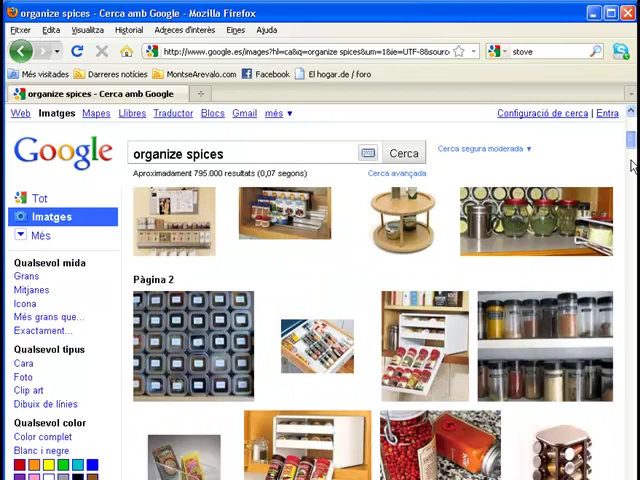 organize spices - Cerca amb Google - Mozilla Firefox
Fitxer Edita Visualitza Historial Adreces d'interès Eines Ajuda
http://www.google.es/images?hl=ca&q=organize spices&um=1&ie=UTF-8&sourc
stove
Més visitades Darreres notícies MontseArevalo.com Facebook El hogar.de / foro
organize spices - Cerca amb Google
Web Imatges Mapes Llibres Traductor Blocs Gmail més ▼
Configuració de cerca | Entra
Google
organize spices
Cerca
Cerca segura moderada ▼
Aproximadament 795.000 resultats (0,07 segons)
Cerca avançada
Tot
Imatges
Més
Pàgina 2
Qualsevol mida
Grans
Mitjanes
Icona
Més grans que...
Exactament...
Qualsevol tipus
Cara
Foto
Clip art
Dibuix de línies
Qualsevol color
Color complet
Blanc i negre